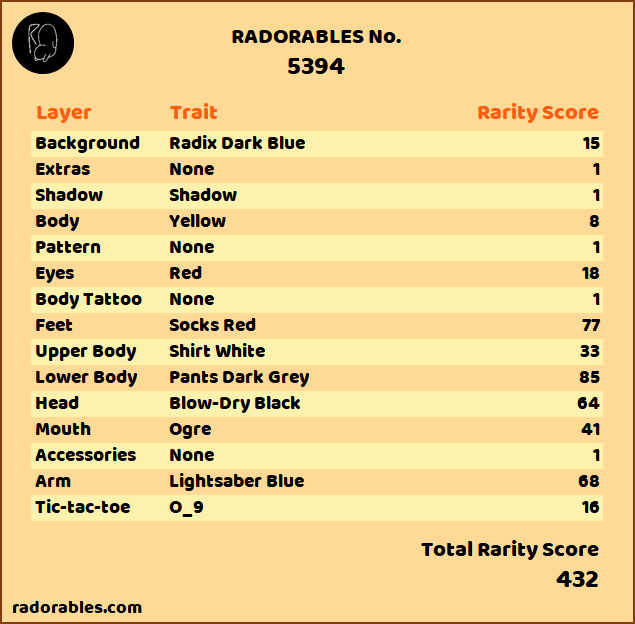 RADORABLES No.
5394
Layer Trait Rarity Score
Background Radix Dark Blue 15
Extras None 1
Shadow Shadow 1
Body Yellow 8
Pattern None 1
Eyes Red 18
Body Tattoo None 1
Feet Socks Red 77
Upper Body Shirt White 33
Lower Body Pants Dark Grey 85
Head Blow-Dry Black 64
Mouth Ogre 41
Accessories None 1
Arm Lightsaber Blue 68
Tic-tac-toe O_9 16
Total Rarity Score
432
radorables.com